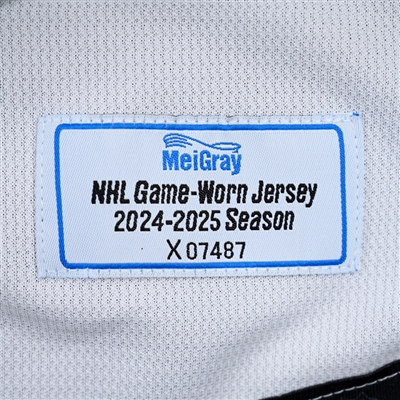 MeiGray
NHL Game-Worn Jersey
2024-2025 Season
X07487